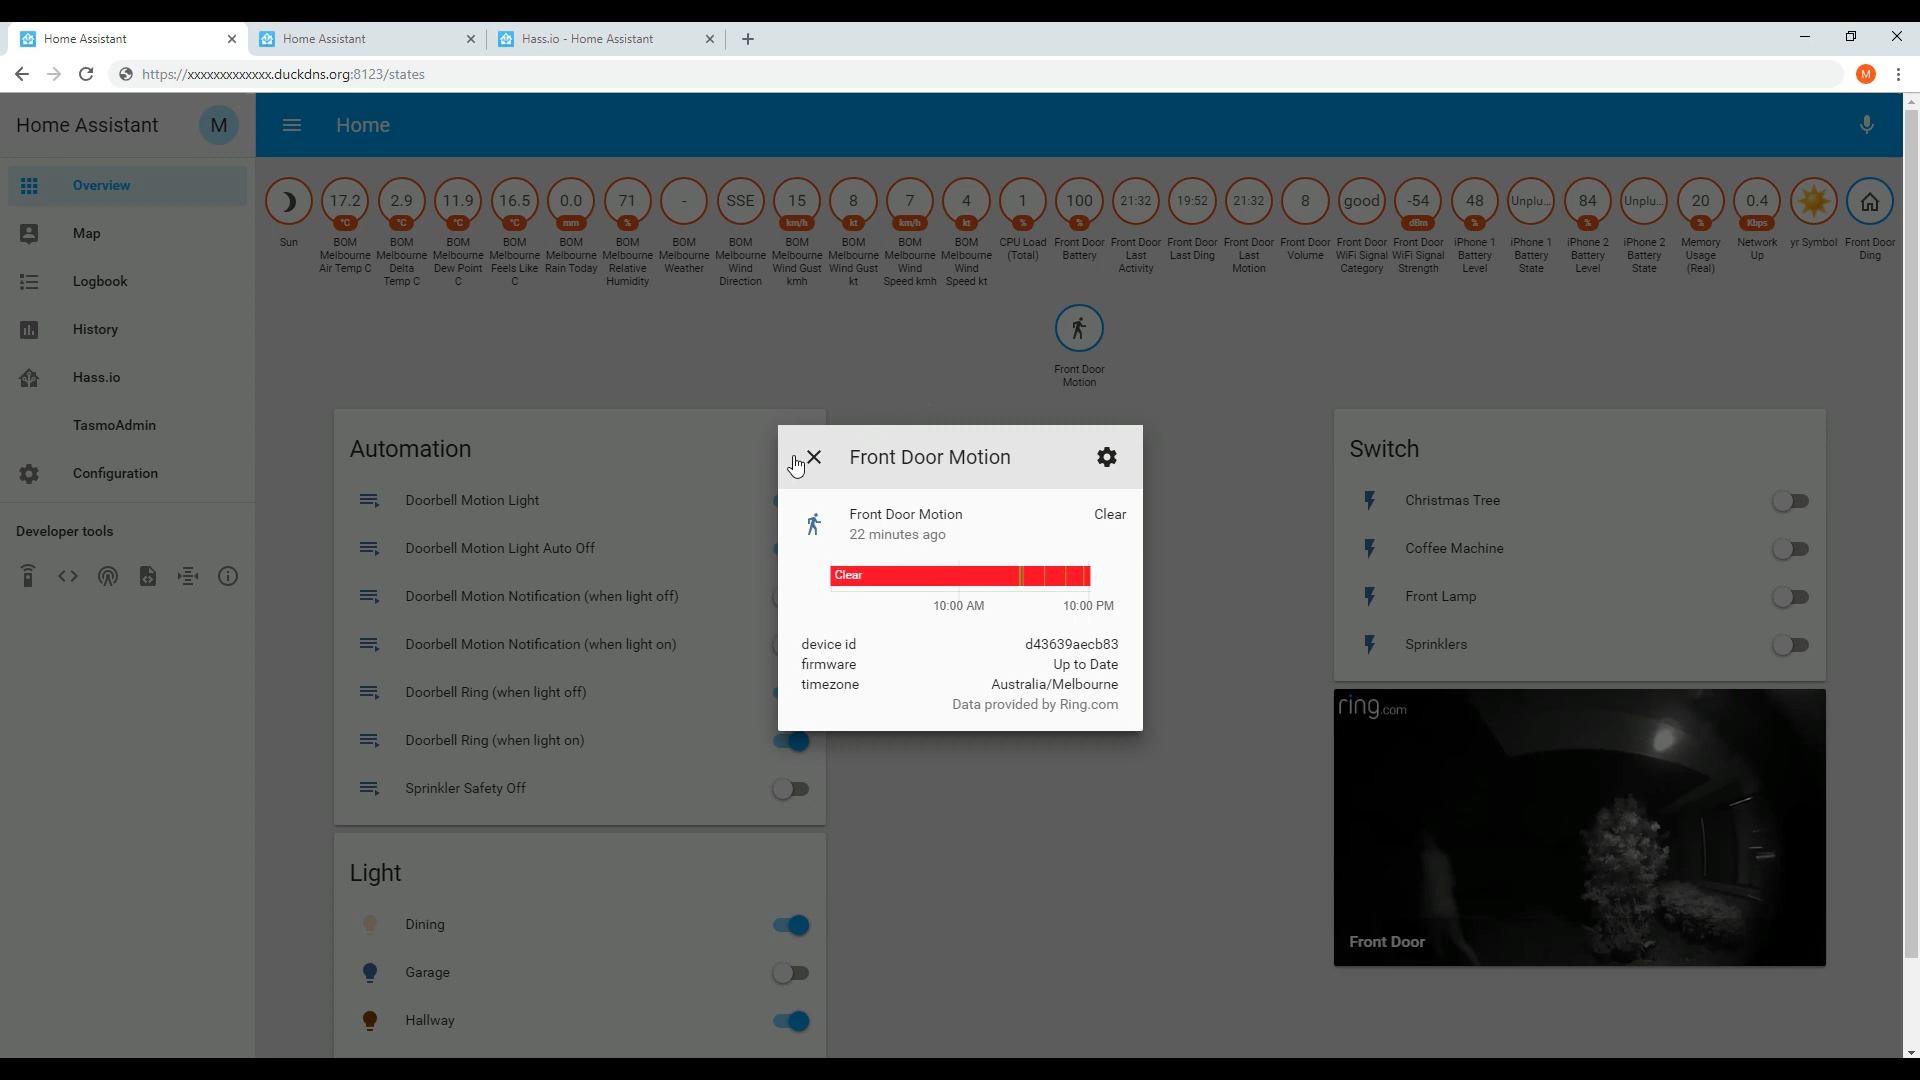 Home Assistant
Home Assistant
Hass.io - Home Assistant
https://xxxxxxxxxxxxx.duckdns.org:8123/states
M
Home Assistant
M
Home
Overview
Map
Logbook
History
Hass.io
TasmoAdmin
Configuration
Developer tools
Sun
17.2
°C
BOM
Melbourne
Air Temp C
2.9
°C
BOM
Melbourne
Delta
Temp C
11.9
°C
BOM
Melbourne
Dew Point
C
16.5
°C
BOM
Melbourne
Feels Like
C
0.0
mm
BOM
Melbourne
Rain Today
71
%
BOM
Melbourne
Relative
Humidity
-
BOM
Melbourne
Weather
SSE
BOM
Melbourne
Wind
Direction
15
km/h
BOM
Melbourne
Wind Gust
kmh
8
kt
BOM
Melbourne
Wind Gust
kt
7
km/h
BOM
Melbourne
Wind
Speed kmh
4
kt
BOM
Melbourne
Wind
Speed kt
1
%
CPU Load
(Total)
100
%
Front Door
Battery
21:32
Front Door
Last
Activity
19:52
Front Door
Last Ding
21:32
Front Door
Last
Motion
8
Front Door
Volume
good
Front Door
WiFi Signal
Category
-54
dBm
Front Door
WiFi Signal
Strength
48
%
iPhone 1
Battery
Level
Unplu...
iPhone 1
Battery
State
84
%
iPhone 2
Battery
Level
Unplu...
iPhone 2
Battery
State
20
%
Memory
Usage
(Real)
0.4
Kbps
Network
Up
yr Symbol
Front Door
Ding
Front Door
Motion
Automation
Doorbell Motion Light
Doorbell Motion Light Auto Off
Doorbell Motion Notification (when light off)
Doorbell Motion Notification (when light on)
Doorbell Ring (when light off)
Doorbell Ring (when light on)
Sprinkler Safety Off
Light
Dining
Garage
Hallway
Front Door Motion
Front Door Motion
Clear
22 minutes ago
Clear
10:00 AM
10:00 PM
device id
d43639aecb83
firmware
Up to Date
timezone
Australia/Melbourne
Data provided by Ring.com
Switch
Christmas Tree
Coffee Machine
Front Lamp
Sprinklers
ring.com
Front Door